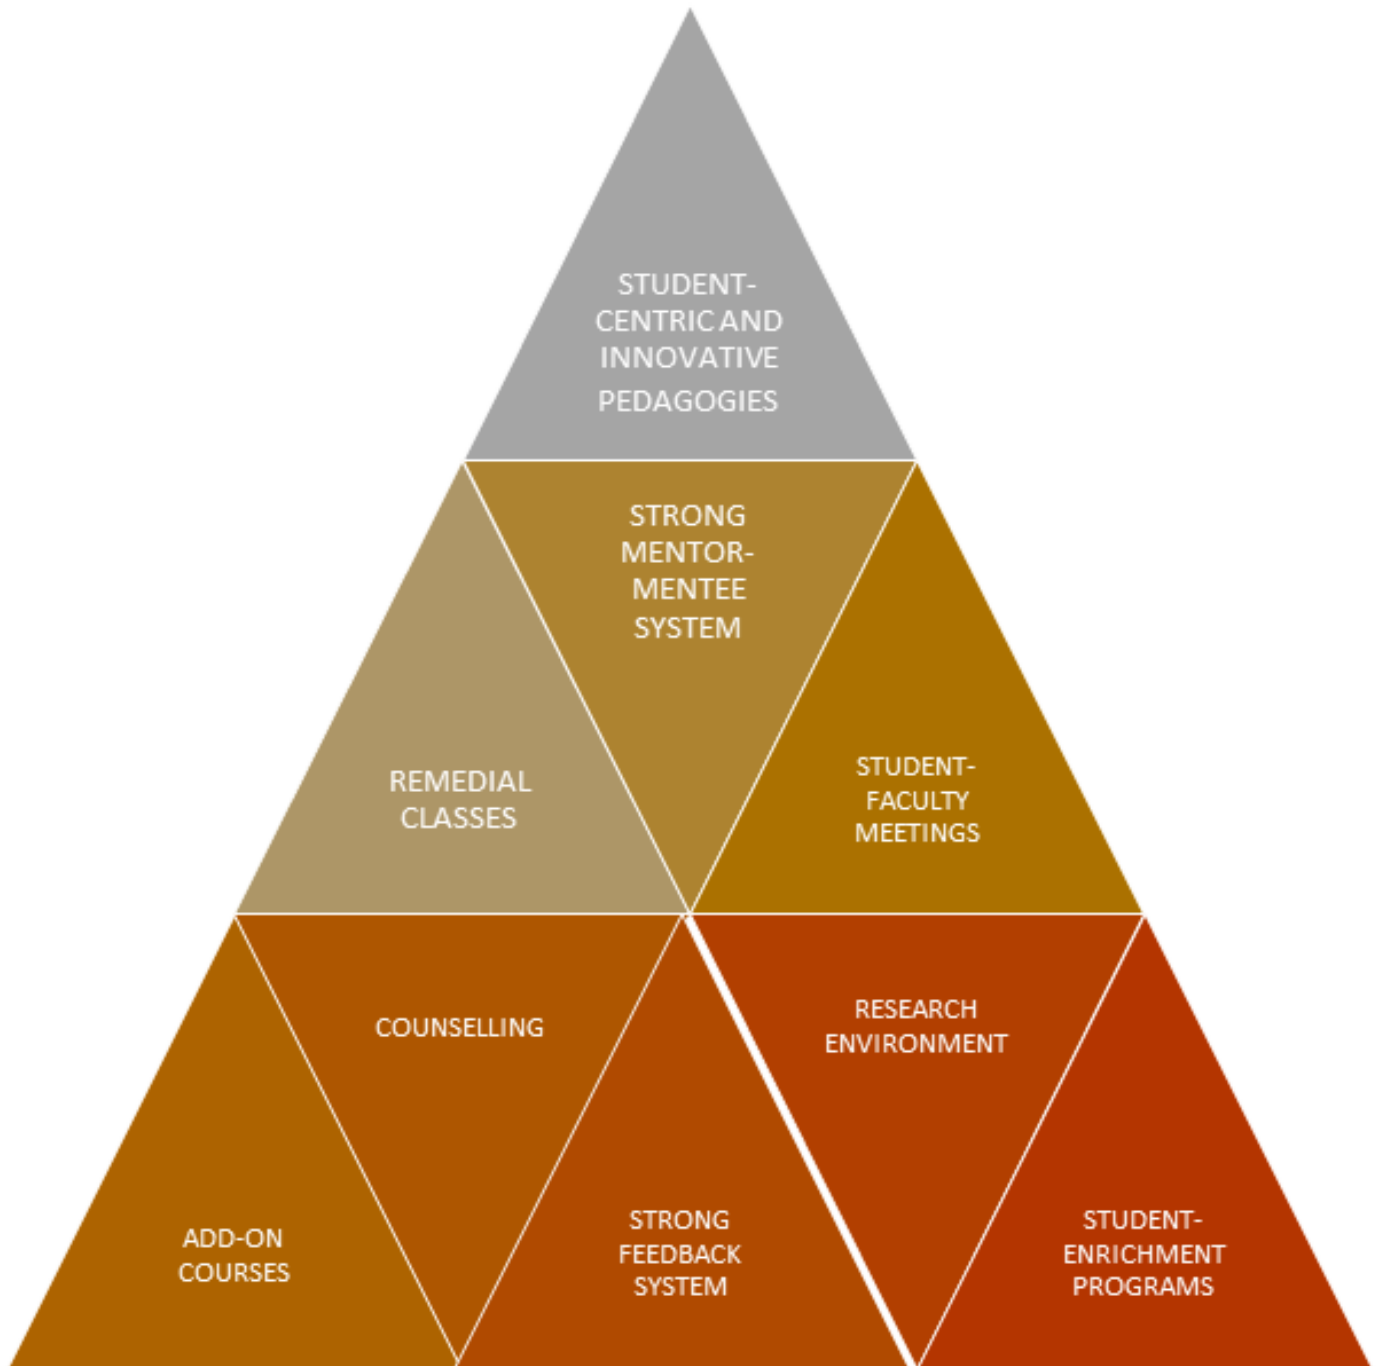 STUDENT-
CENTRIC AND
INNOVATIVE
PEDAGOGIES
STRONG
MENTOR-
MENTEE
SYSTEM
REMEDIAL
CLASSES
STUDENT-
FACULTY
MEETINGS
COUNSELLING
RESEARCH
ENVIRONMENT
ADD-ON
COURSES
STRONG
FEEDBACK
SYSTEM
STUDENT-
ENRICHMENT
PROGRAMS